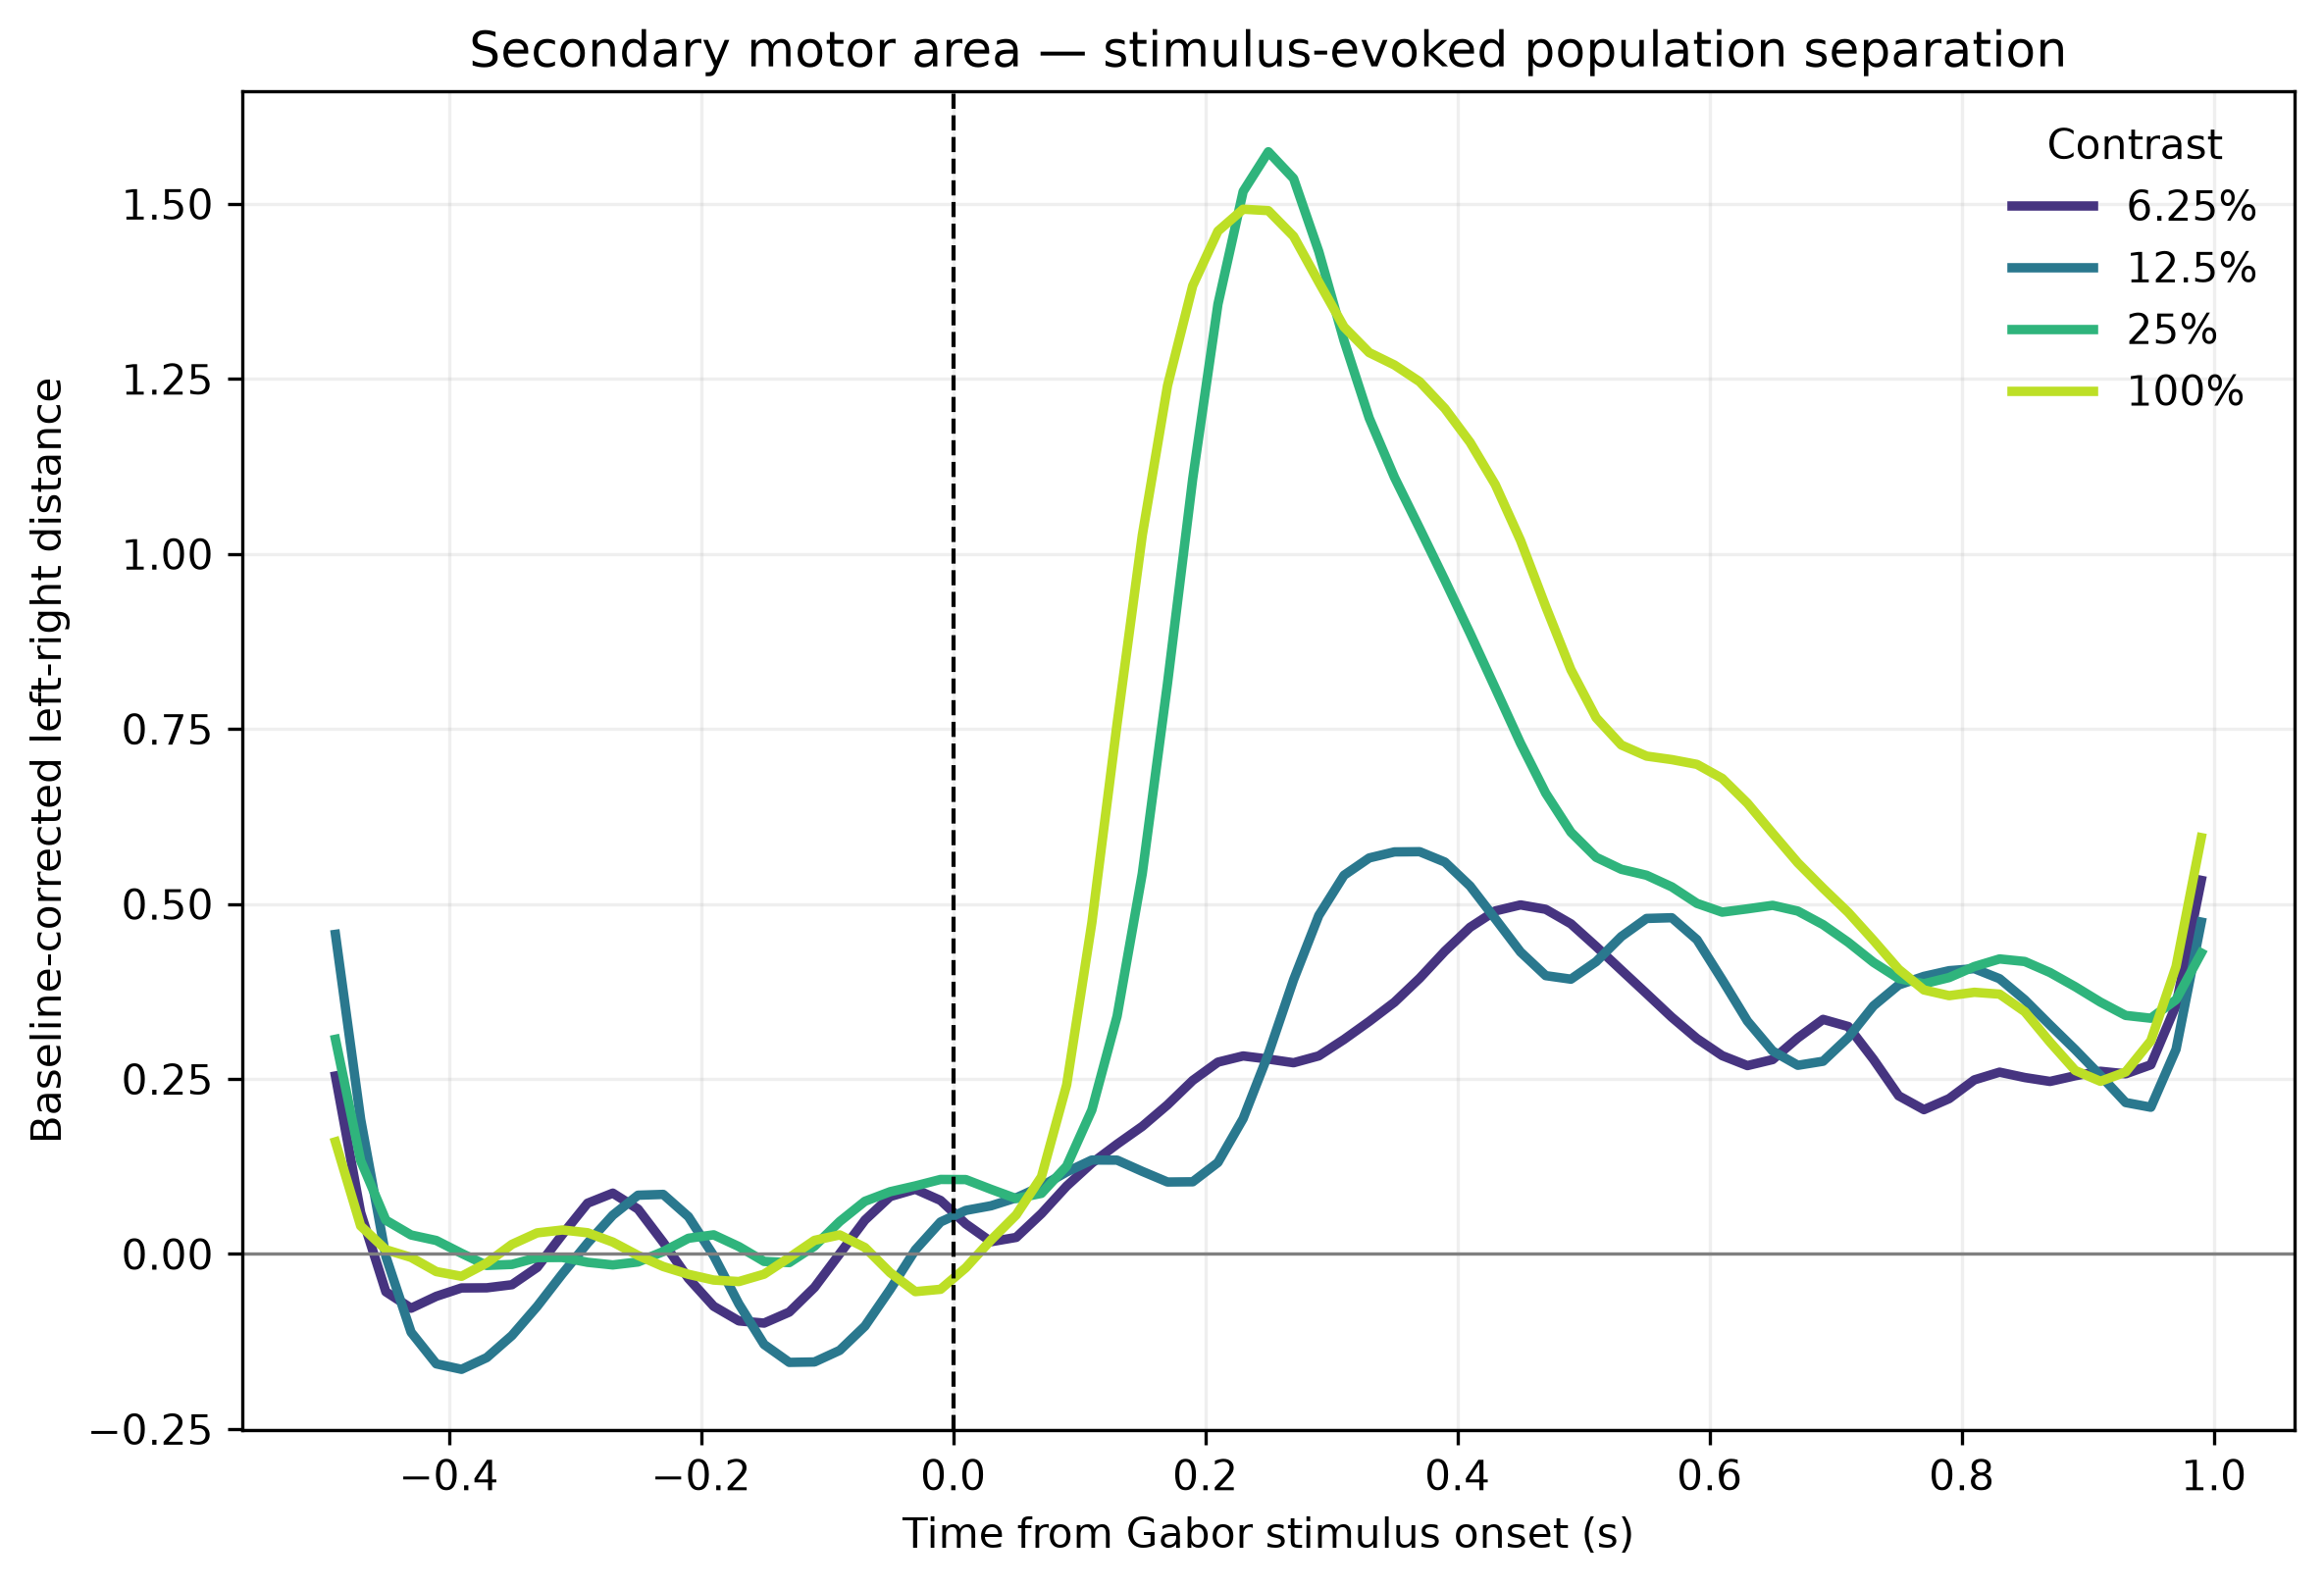 Secondary motor area — stimulus-evoked population separation
Baseline-corrected left-right distance
1.50
1.25
1.00
0.75
0.50
0.25
0.00
−0.25
Contrast
6.25%
12.5%
25%
100%
−0.4 −0.2 0.0 0.2 0.4 0.6 0.8 1.0
Time from Gabor stimulus onset (s)